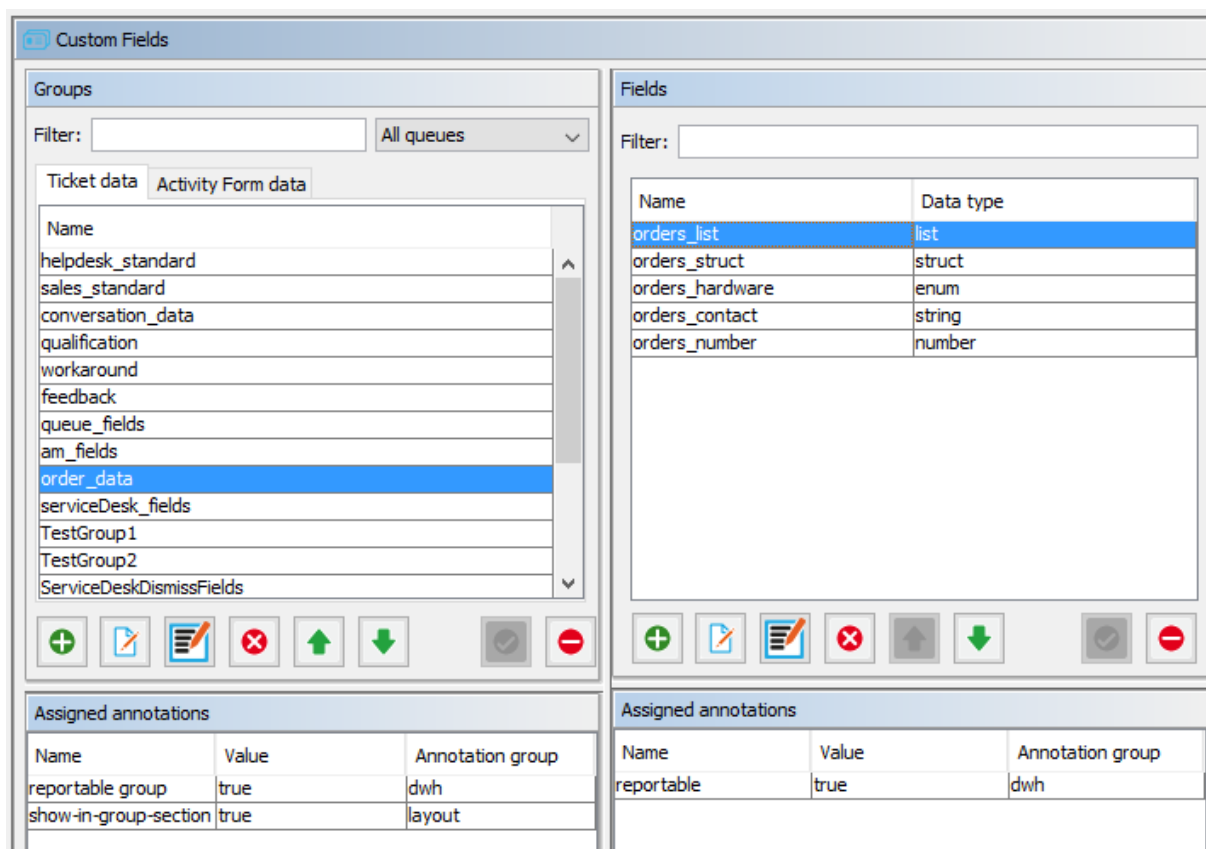 Custom Fields
Groups
Filter: All queues
Ticket data Activity Form data
Name
helpdesk_standard
sales_standard
conversation_data
qualification
workaround
feedback
queue_fields
am_fields
order_data
serviceDesk_fields
TestGroup1
TestGroup2
ServiceDeskDismissFields
Assigned annotations
Name Value Annotation group
reportable group true dwh
show-in-group-section true layout
Fields
Filter:
Name Data type
orders_list list
orders_struct struct
orders_hardware enum
orders_contact string
orders_number number
Assigned annotations
Name Value Annotation group
reportable true dwh